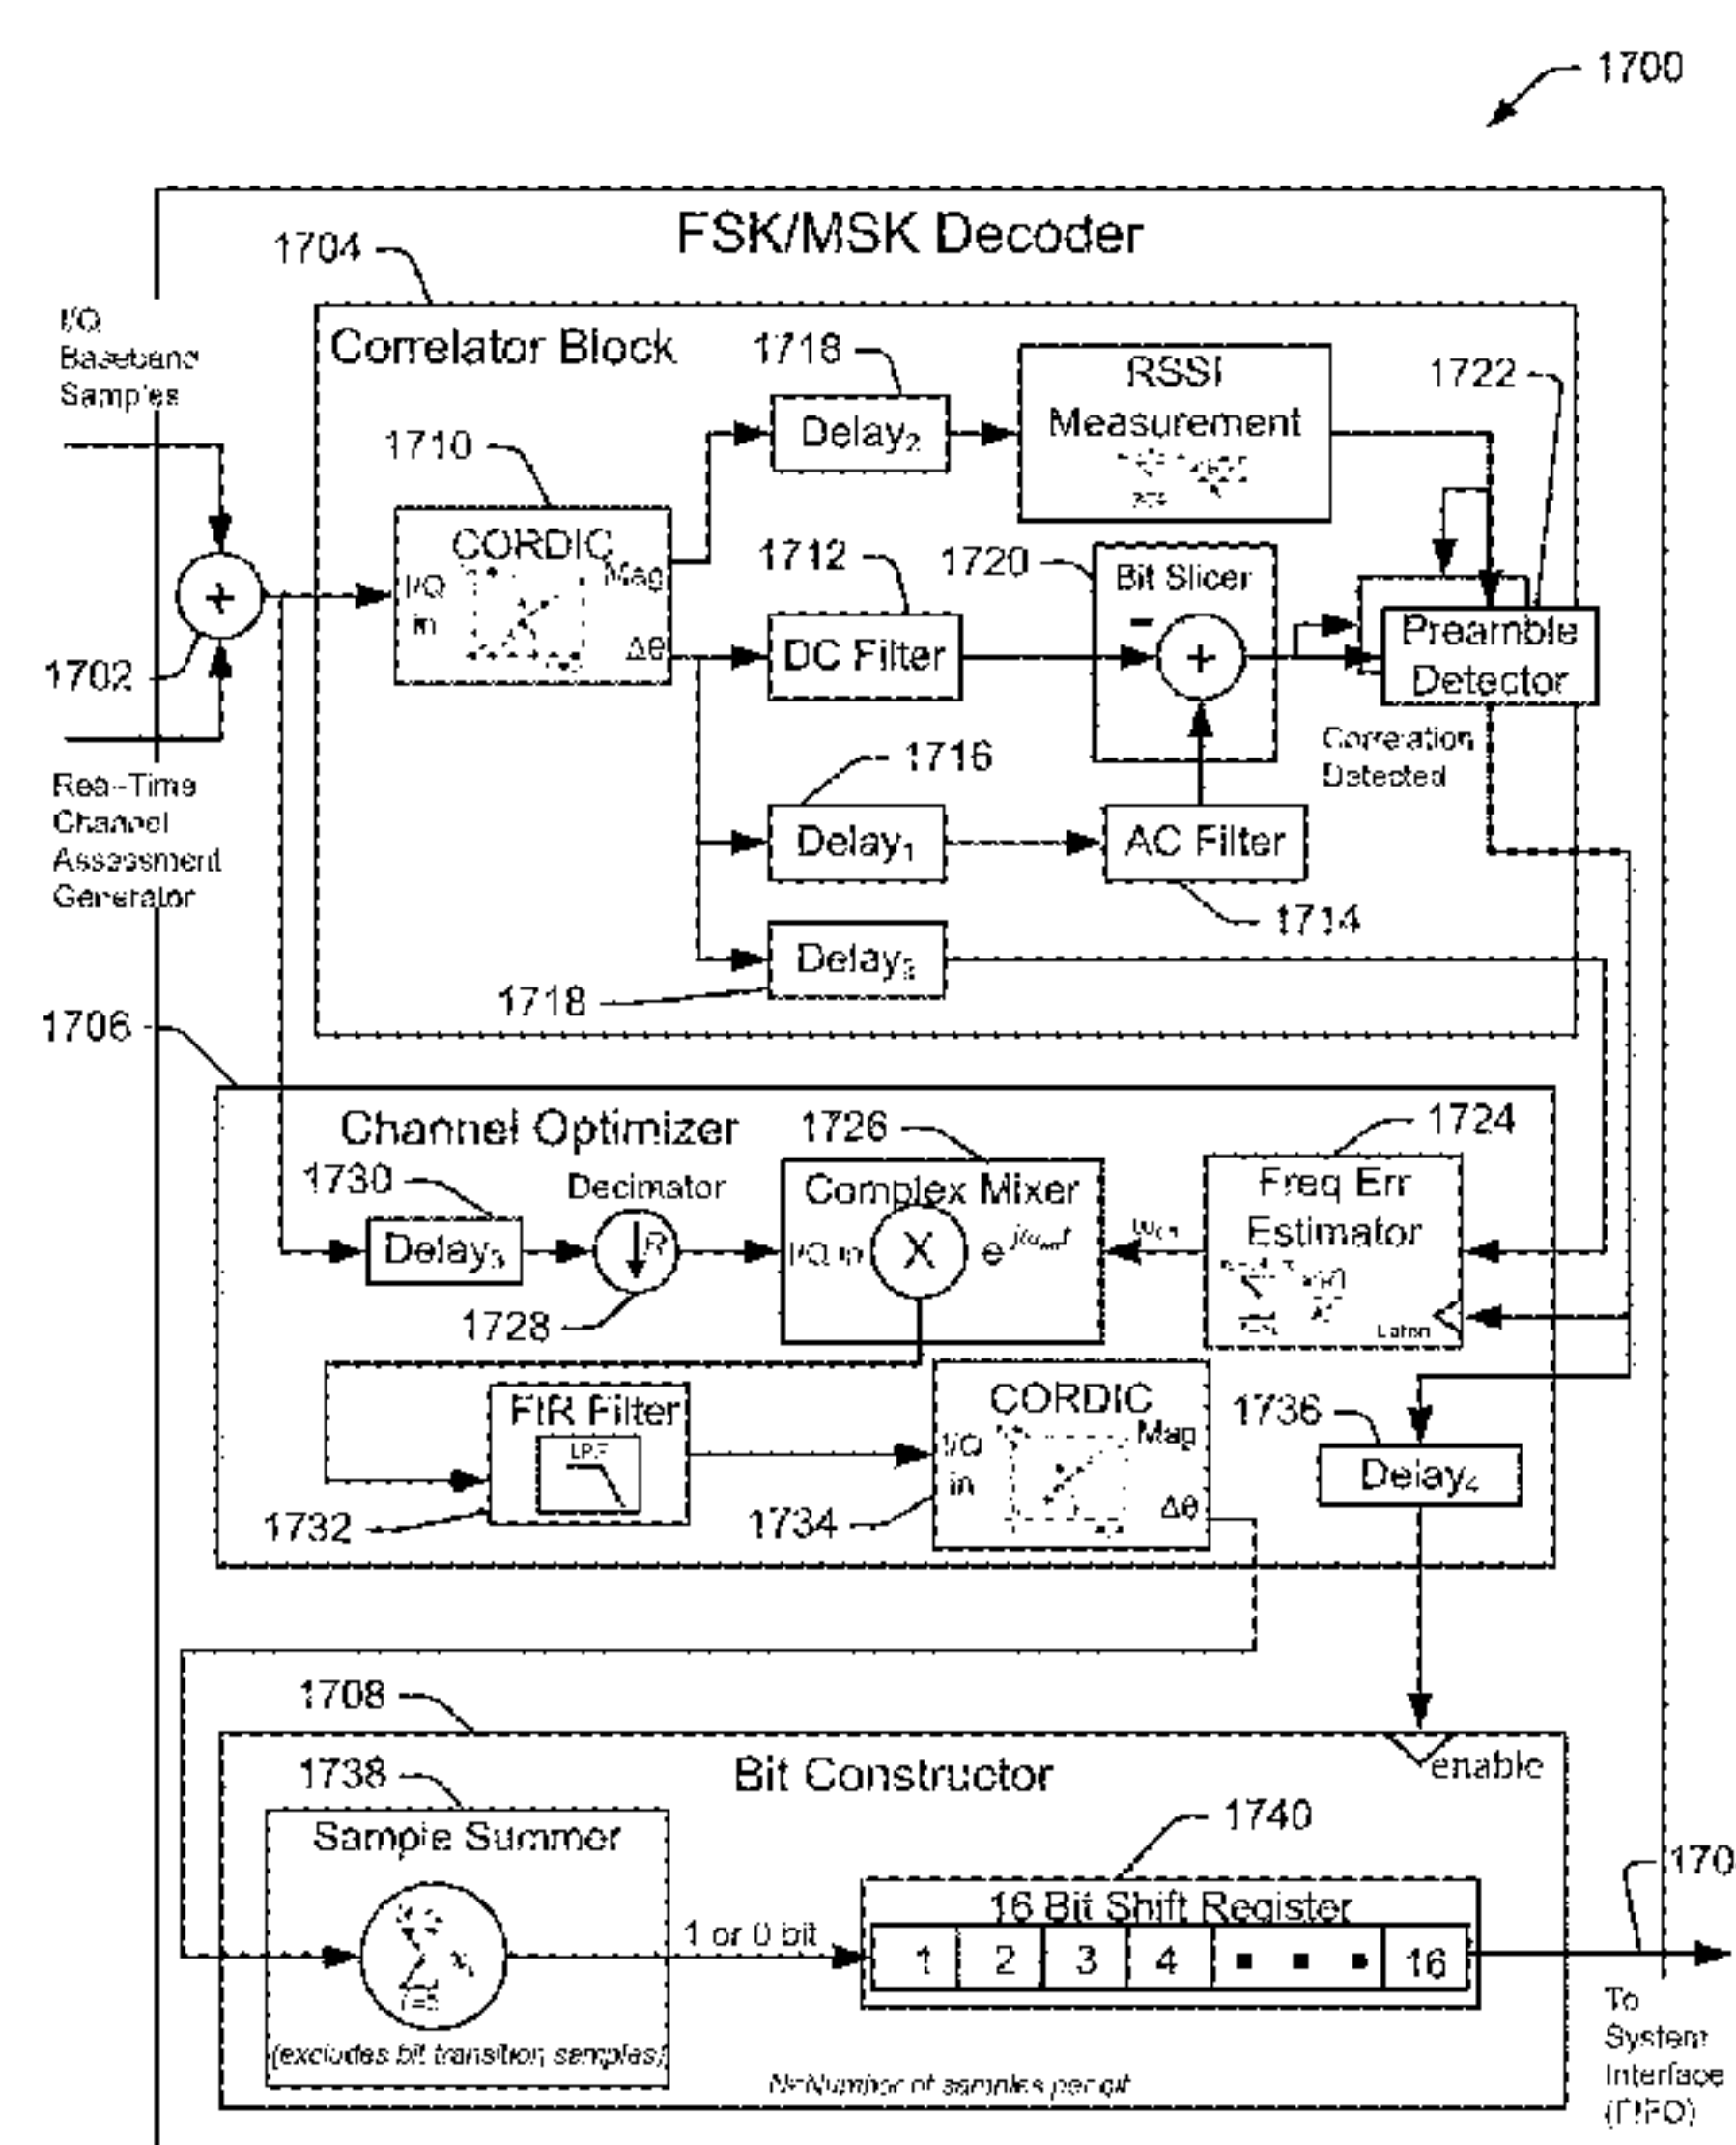 1700
FSK/MSK Decoder
1704
I/Q
Baseband
Samples
Correlator Block
1718
Delay2
RSSI
Measurement
1722
1710
CORDIC
I/Q
in
Mag
Δθ
1712
DC Filter
1720
Bit Slicer
-
+
Preamble
Detector
+
1702
Correlation
Detected
Real-Time
Channel
Assessment
Generator
1716
Delay1
AC Filter
1714
1718
1706
Channel Optimizer
1730
Delay3
Decimator
R
1728
1726
Complex Mixer
I/Q in
X
1724
Freq Err
Estimator
Latch
FIR Filter
LPF
1732
CORDIC
I/Q
in
Mag
Δθ
1734
1736
Delay4
1708
Bit Constructor
enable
1738
Sample Summer
(excludes bit transition samples)
1 or 0 bit
1740
16 Bit Shift Register
1 2 3 4 ▪ ▪ ▪ 16
N=Number of samples per bit
170
To
System
Interface
(FIFO)